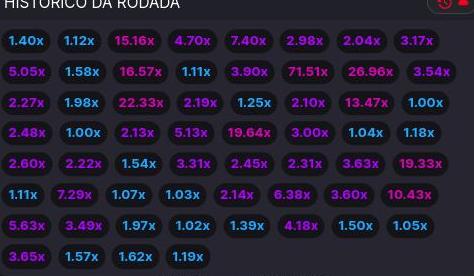 HISTÓRICO DA RODADA
1.40x 1.12x 15.16x 4.70x 7.40x 2.98x 2.04x 3.17x
5.05x 1.58x 16.57x 1.11x 3.90x 71.51x 26.96x 3.54x
2.27x 1.98x 22.33x 2.19x 1.25x 2.10x 13.47x 1.00x
2.48x 1.00x 2.13x 5.13x 19.64x 3.00x 1.04x 1.18x
2.60x 2.22x 1.54x 3.31x 2.45x 2.31x 3.63x 19.33x
1.11x 7.29x 1.07x 1.03x 2.14x 6.38x 3.60x 10.43x
5.63x 3.49x 1.97x 1.02x 1.39x 4.18x 1.50x 1.05x
3.65x 1.57x 1.62x 1.19x